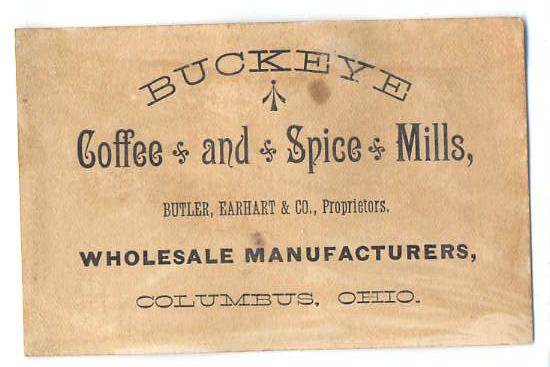 BUCKEYE
Coffee and Spice Mills,
BUTLER, EARHART & CO., Proprietors.
WHOLESALE MANUFACTURERS,
COLUMBUS, OHIO.